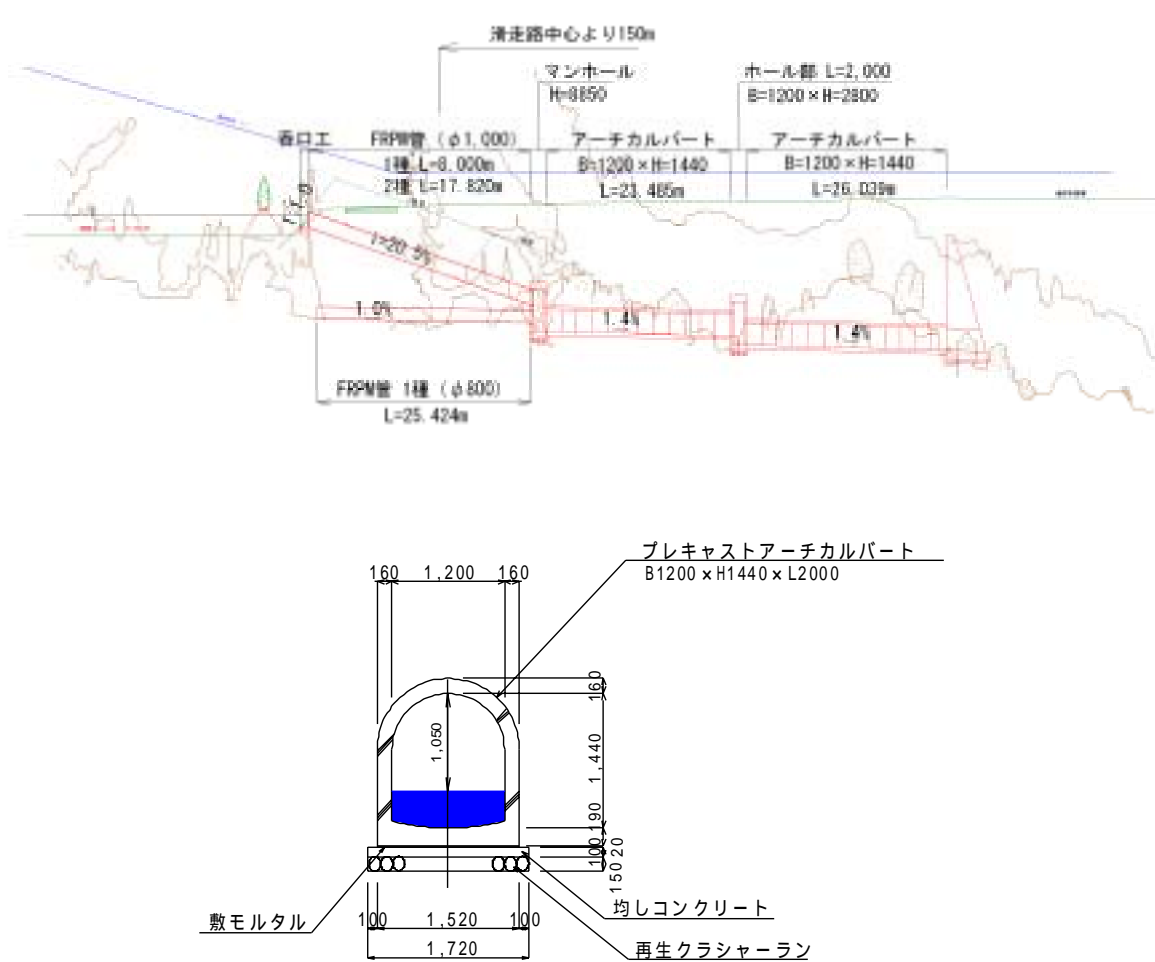 滑走路中心より150m
マンホール
H=8850
ホール部 L=2,000
B=1200×H=2800
呑口工
FRPM管 (φ1,000)
1種 L=8.000m
2種 L=17.820m
アーチカルバート
B=1200×H=1440
L=23.485m
アーチカルバート
B=1200×H=1440
L=26.039m
i=20.5%
1.0%
1.4%
1.4%
FRPM管 1種 (φ800)
L=25.424m
プレキャストアーチカルバート
B1200×H1440×L2000
160 1,200 160
160
1,050
1,440
190
20
100
150
敷モルタル
100 1,520 100
均しコンクリート
1,720
再生クラシャーラン